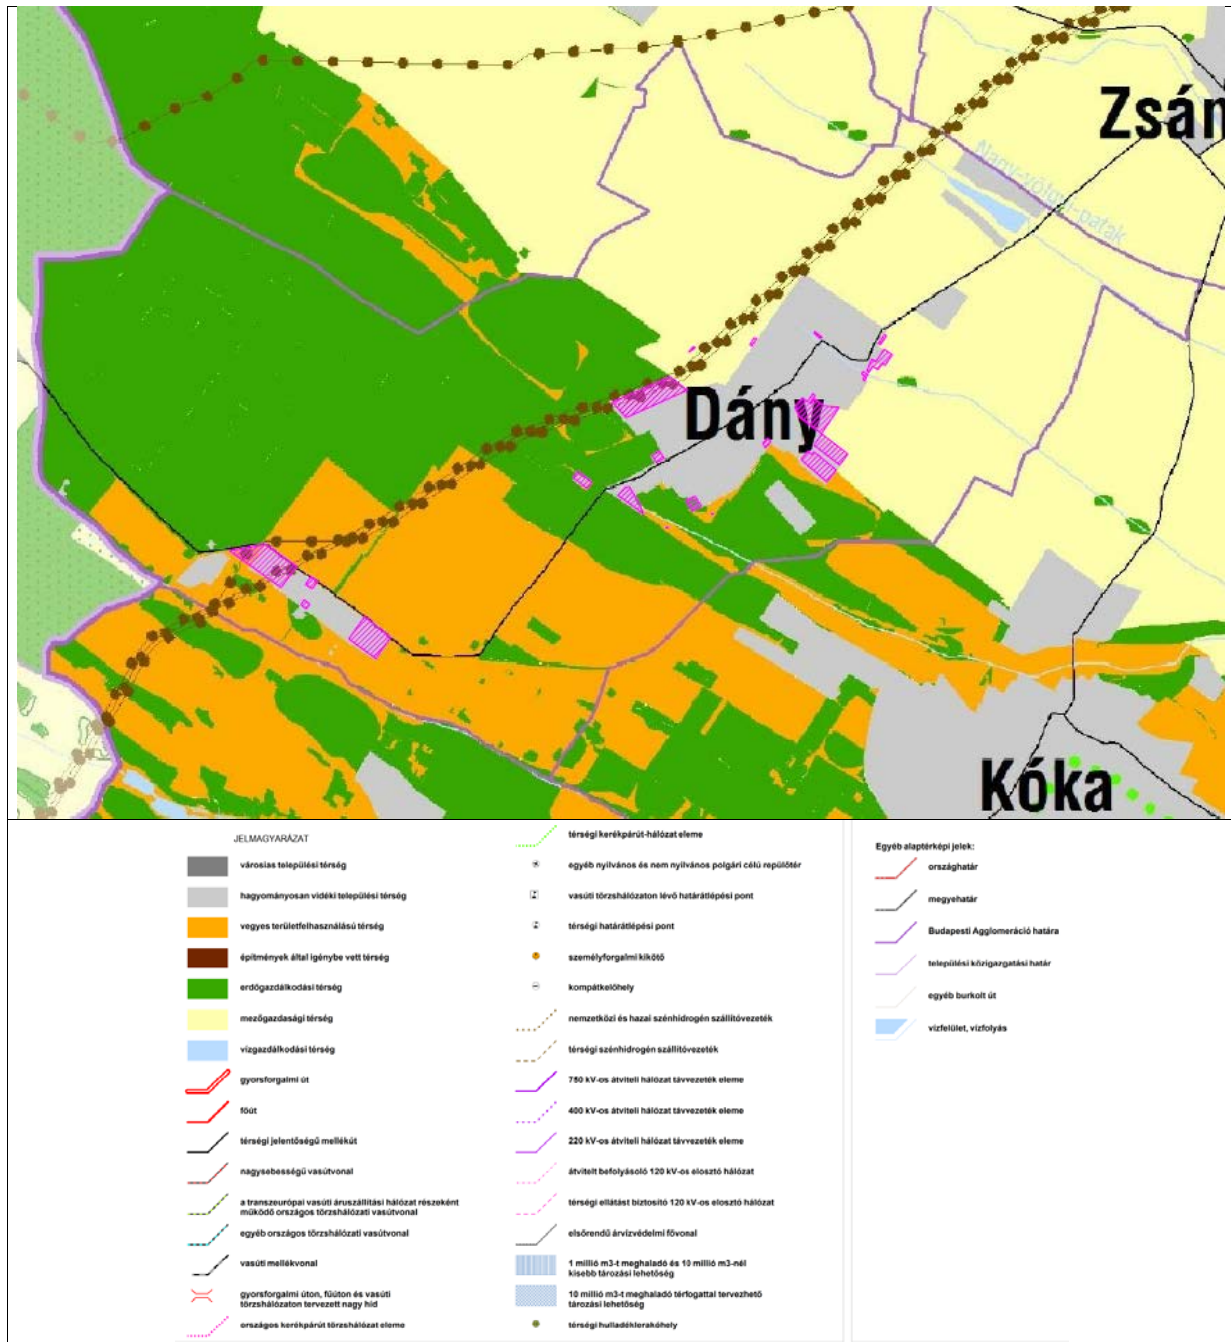 Zsán
Nagy-völgyi-patak
Dány
Kóka
JELMAGYARÁZAT
városias települési térség
hagyományosan vidéki települési térség
vegyes területfelhasználású térség
építmények által igénybe vett térség
erdőgazdálkodási térség
mezőgazdasági térség
vízgazdálkodási térség
gyorsforgalmi út
főút
térségi jelentőségű mellékút
nagysebességű vasútvonal
a transzeurópai vasúti áruszállítási hálózat részeként
működő országos törzshálózati vasútvonal
egyéb országos törzshálózati vasútvonal
vasúti mellékvonal
gyorsforgalmi úton, főúton és vasúti
törzshálózaton tervezett nagy híd
országos kerékpárút törzshálózat eleme
térségi kerékpárút-hálózat eleme
egyéb nyilvános és nem nyilvános polgári célú repülőtér
vasúti törzshálózaton lévő határátlépési pont
térségi határátlépési pont
személyforgalmi kikötő
kompátkelőhely
nemzetközi és hazai szénhidrogén szállítóvezeték
térségi szénhidrogén szállítóvezeték
750 kV-os átviteli hálózat távvezeték eleme
400 kV-os átviteli hálózat távvezeték eleme
220 kV-os átviteli hálózat távvezeték eleme
átvitelt befolyásoló 120 kV-os elosztó hálózat
térségi ellátást biztosító 120 kV-os elosztó hálózat
elsőrendű árvízvédelmi fővonal
1 millió m3-t meghaladó és 10 millió m3-nél
kisebb tározási lehetőség
10 millió m3-t meghaladó térfogattal tervezhető
tározási lehetőség
térségi hulladéklerakóhely
Egyéb alaptérképi jelek:
országhatár
megyehatár
Budapesti Agglomeráció határa
települési közigazgatási határ
egyéb burkolt út
vízfelület, vízfolyás